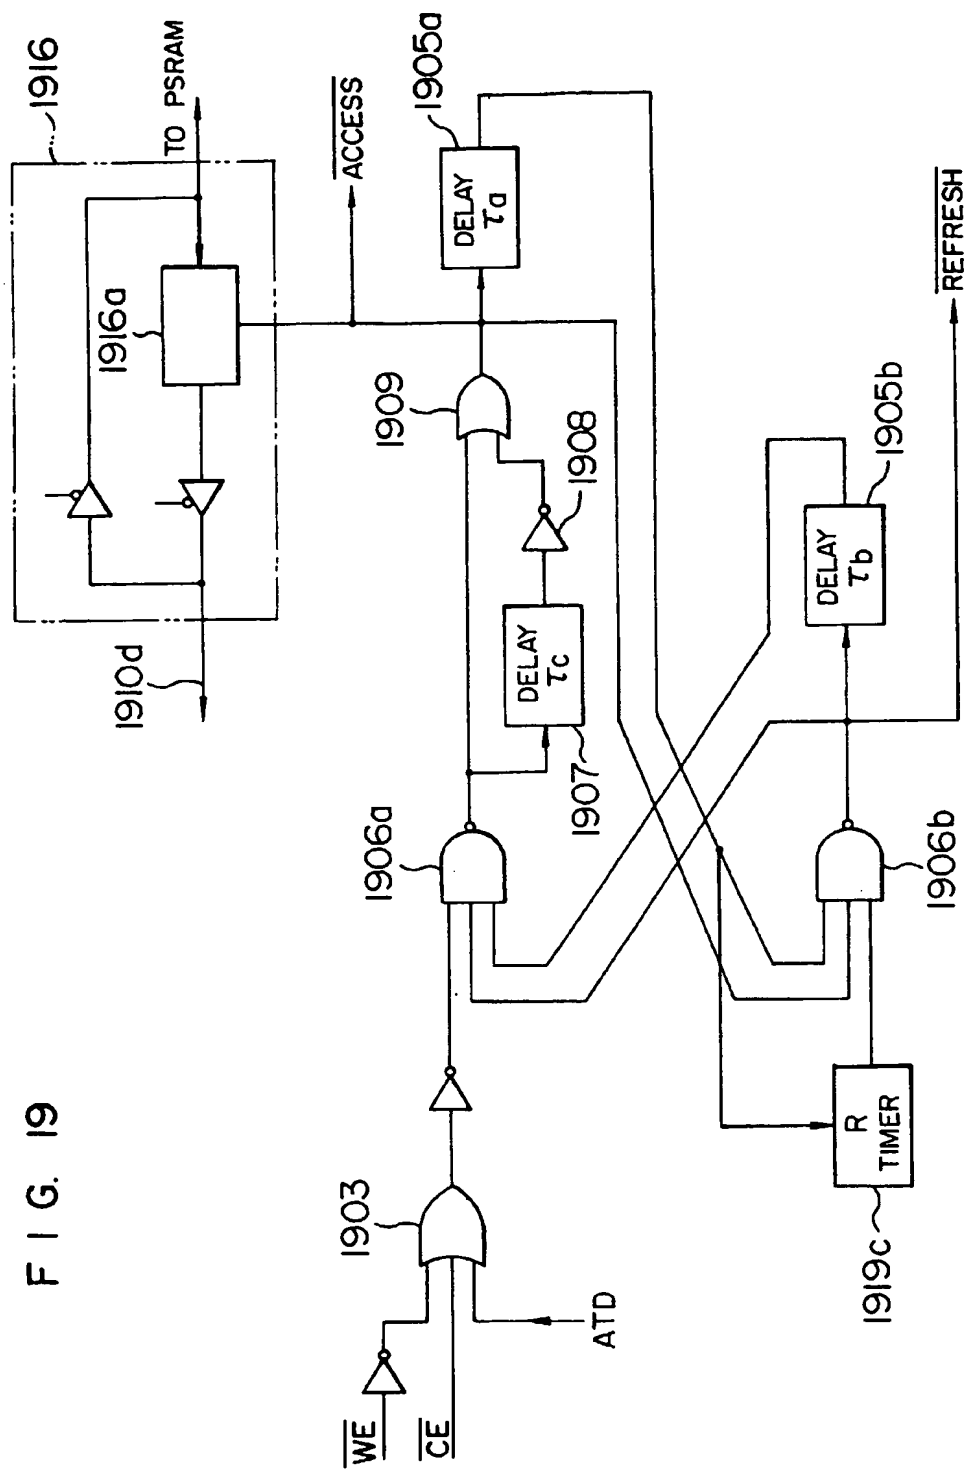 FIG. 19
1916
TO PSRAM
1916a
1910d
ACCESS
1905a
DELAY
τa
1909
1908
DELAY
τc
1907
1906a
1903
WE
CE
ATD
REFRESH
1905b
DELAY
τb
1906b
R
TIMER
1919c